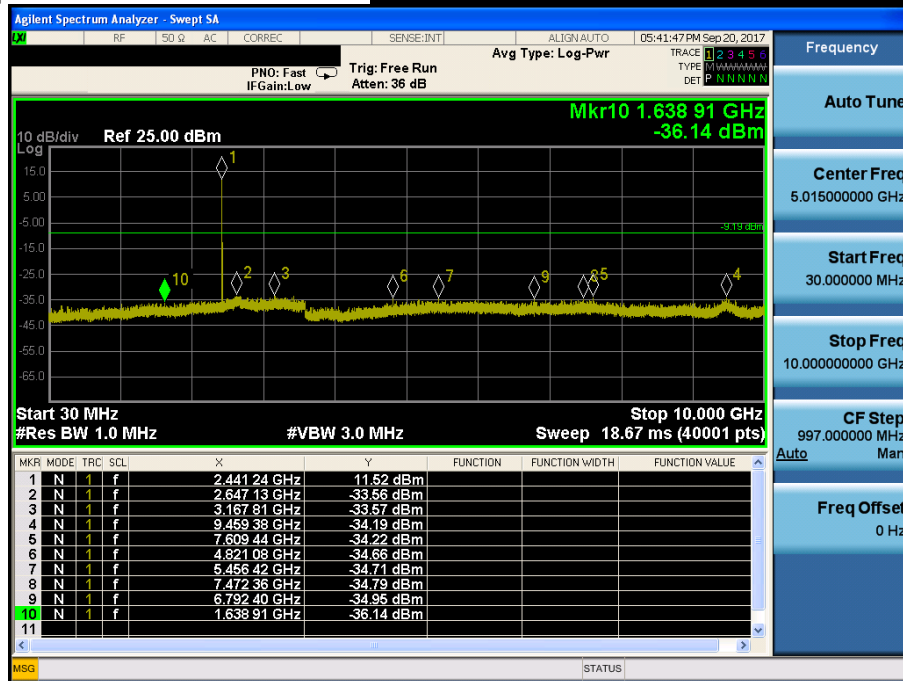 Agilent Spectrum Analyzer - Swept SA
LXI RF 50 Ω AC CORREC SENSE:INT ALIGN AUTO 05:41:47 PM Sep 20, 2017
Avg Type: Log-Pwr TRACE 1 2 3 4 5 6
PNO: Fast Trig: Free Run TYPE M
IFGain:Low Atten: 36 dB DET P N N N N N
Mkr10 1.638 91 GHz
-36.14 dBm
10 dB/div Ref 25.00 dBm
Log
1
15.0
5.00
-5.00
-9.19 dBm
-15.0
-25.0
10 2 3 6 7 9 8 5 4
-35.0
-45.0
-55.0
-65.0
Start 30 MHz Stop 10.000 GHz
#Res BW 1.0 MHz #VBW 3.0 MHz Sweep 18.67 ms (40001 pts)
MKR MODE TRC SCL X Y FUNCTION FUNCTION WIDTH FUNCTION VALUE
1 N 1 f 2.441 24 GHz 11.52 dBm
2 N 1 f 2.647 13 GHz -33.56 dBm
3 N 1 f 3.167 81 GHz -33.57 dBm
4 N 1 f 9.459 38 GHz -34.19 dBm
5 N 1 f 7.609 44 GHz -34.22 dBm
6 N 1 f 4.821 08 GHz -34.66 dBm
7 N 1 f 5.456 42 GHz -34.71 dBm
8 N 1 f 7.472 36 GHz -34.79 dBm
9 N 1 f 6.792 40 GHz -34.95 dBm
10 N 1 f 1.638 91 GHz -36.14 dBm
11
MSG STATUS
Frequency
Auto Tune
Center Freq
5.015000000 GHz
Start Freq
30.000000 MHz
Stop Freq
10.000000000 GHz
CF Step
997.000000 MHz
Auto Man
Freq Offset
0 Hz